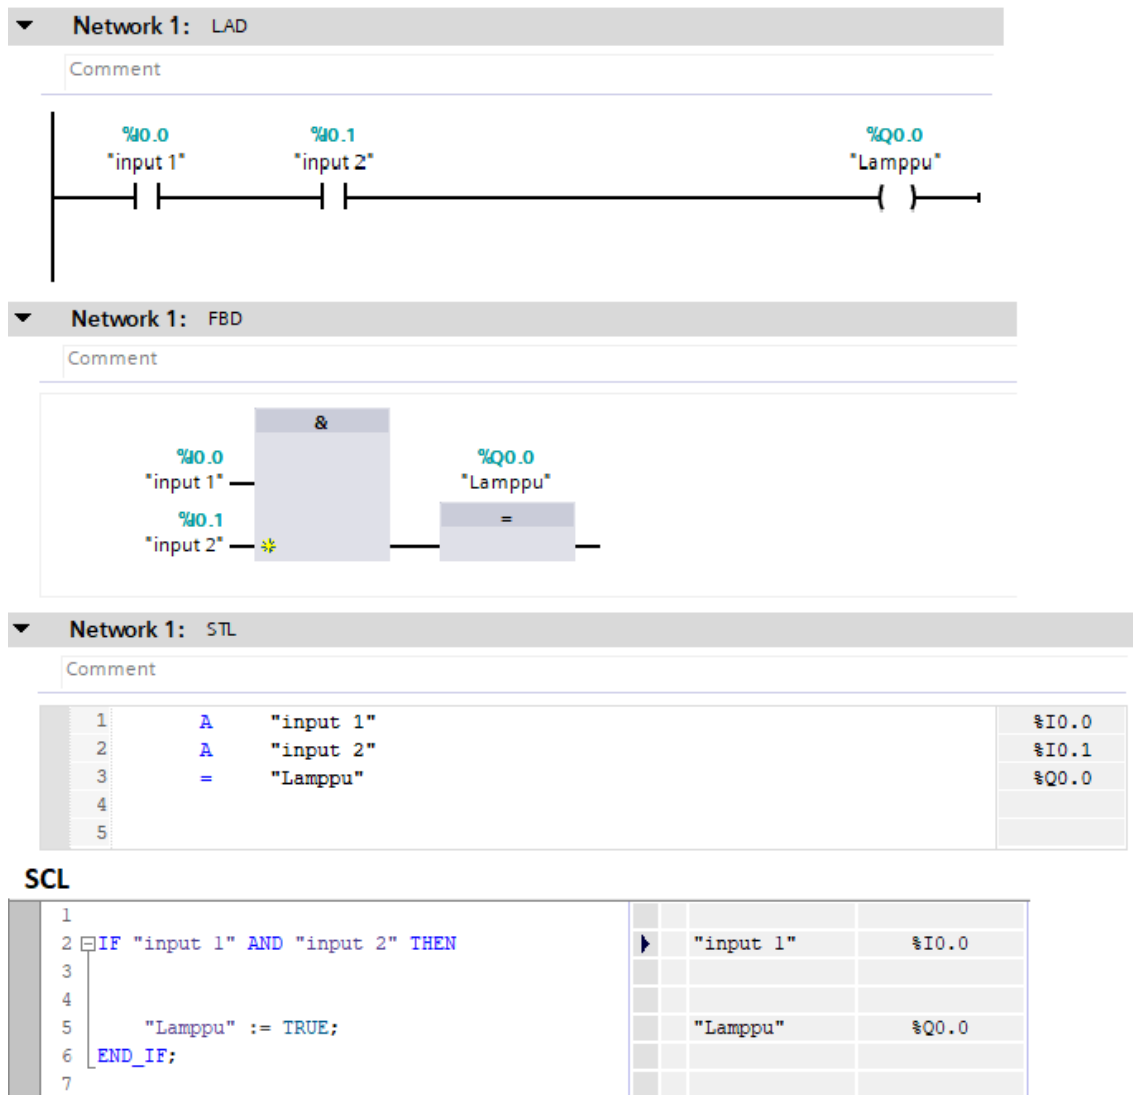 Network 1: LAD
Comment
%I0.0 %I0.1 %Q0.0
"input 1" "input 2" "Lamppu"
Network 1: FBD
Comment
&
%I0.0 %Q0.0
"input 1" "Lamppu"
%I0.1 =
"input 2"
Network 1: STL
Comment
1 A "input 1" %I0.0
2 A "input 2" %I0.1
3 = "Lamppu" %Q0.0
4
5
SCL
1
2 IF "input 1" AND "input 2" THEN "input 1" %I0.0
3
4
5 "Lamppu" := TRUE; "Lamppu" %Q0.0
6 END_IF;
7